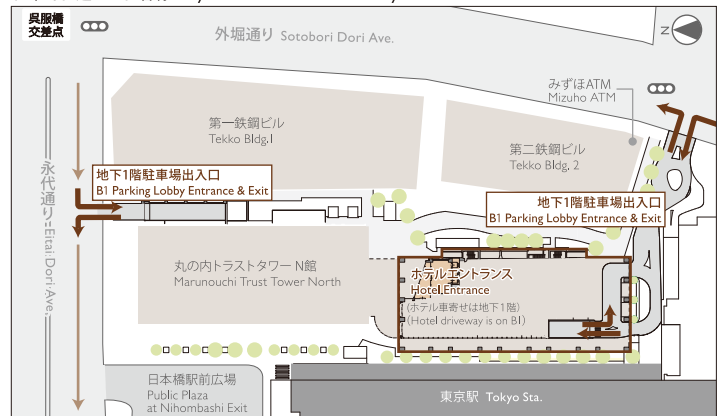 呉服橋
交差点
外堀通り Sotobori Dori Ave.
N
みずほATM
Mizuho ATM
第一鉄鋼ビル
Tekko Bldg.1
第二鉄鋼ビル
Tekko Bldg. 2
地下1階駐車場出入口
B1 Parking Lobby Entrance & Exit
地下1階駐車場出入口
B1 Parking Lobby Entrance & Exit
永代通り Eitai Dori Ave.
丸の内トラストタワー N館
Marunouchi Trust Tower North
ホテルエントランス
Hotel Entrance
(ホテル車寄せは地下1階)
(Hotel driveway is on B1)
日本橋駅前広場
Public Plaza
at Nihombashi Exit
東京駅 Tokyo Sta.